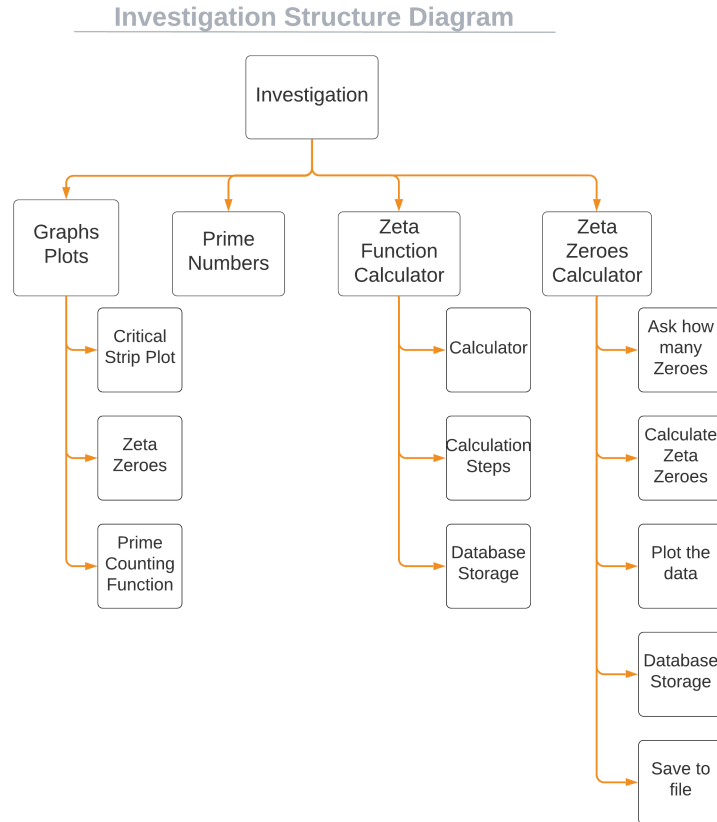 Investigation Structure Diagram
Investigation
Graphs
Plots
Prime
Numbers
Zeta
Function
Calculator
Zeta
Zeroes
Calculator
Critical
Strip Plot
Zeta
Zeroes
Prime
Counting
Function
Calculator
Calculation
Steps
Database
Storage
Ask how
many
Zeroes
Calculate
Zeta
Zeroes
Plot the
data
Database
Storage
Save to
file